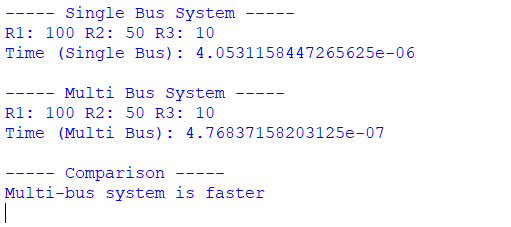 ----- Single Bus System -----
R1: 100 R2: 50 R3: 10
Time (Single Bus): 4.0531158447265625e-06
----- Multi Bus System -----
R1: 100 R2: 50 R3: 10
Time (Multi Bus): 4.76837158203125e-07
----- Comparison -----
Multi-bus system is faster